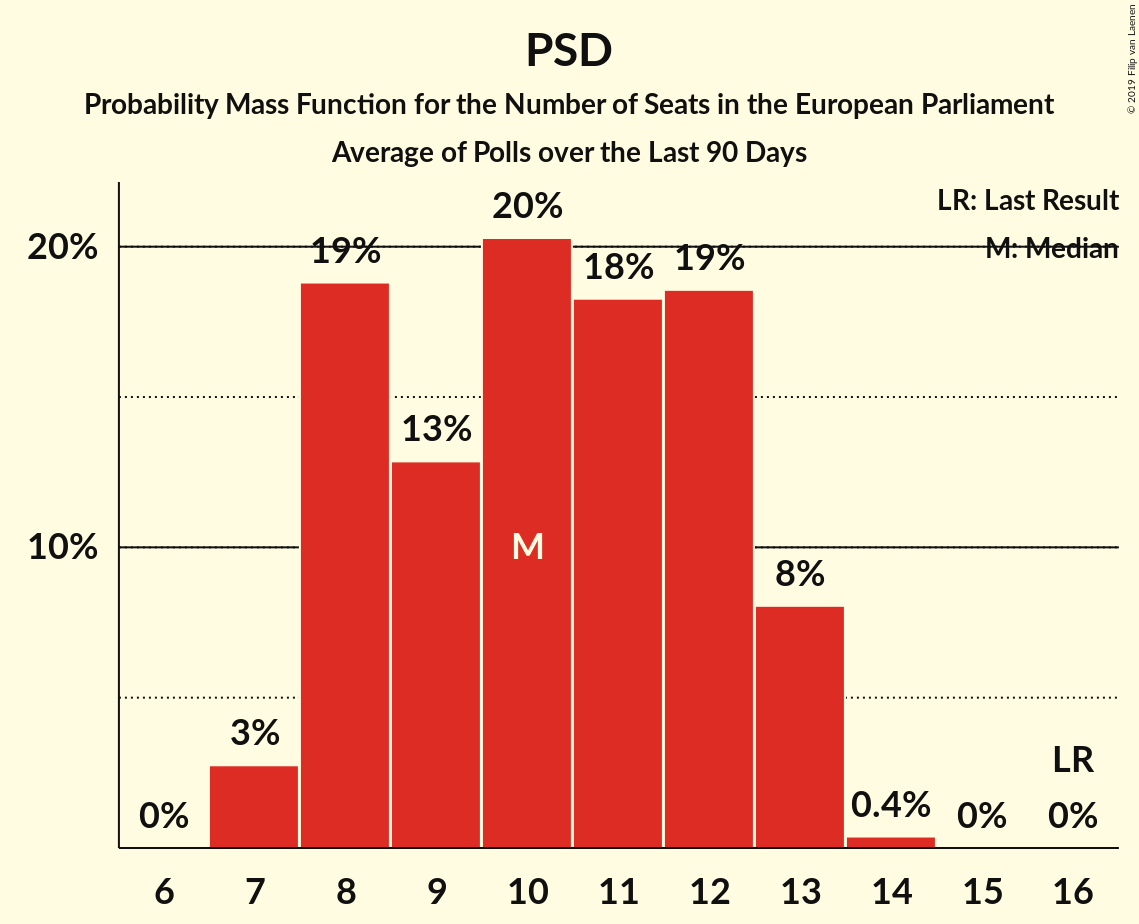 PSD
Probability Mass Function for the Number of Seats in the European Parliament
Average of Polls over the Last 90 Days
© 2019 Filip van Laenen
LR: Last Result
M: Median
20%
10%
0%
3%
19%
13%
20%
18%
19%
8%
0.4%
0%
0%
LR
M
6 7 8 9 10 11 12 13 14 15 16